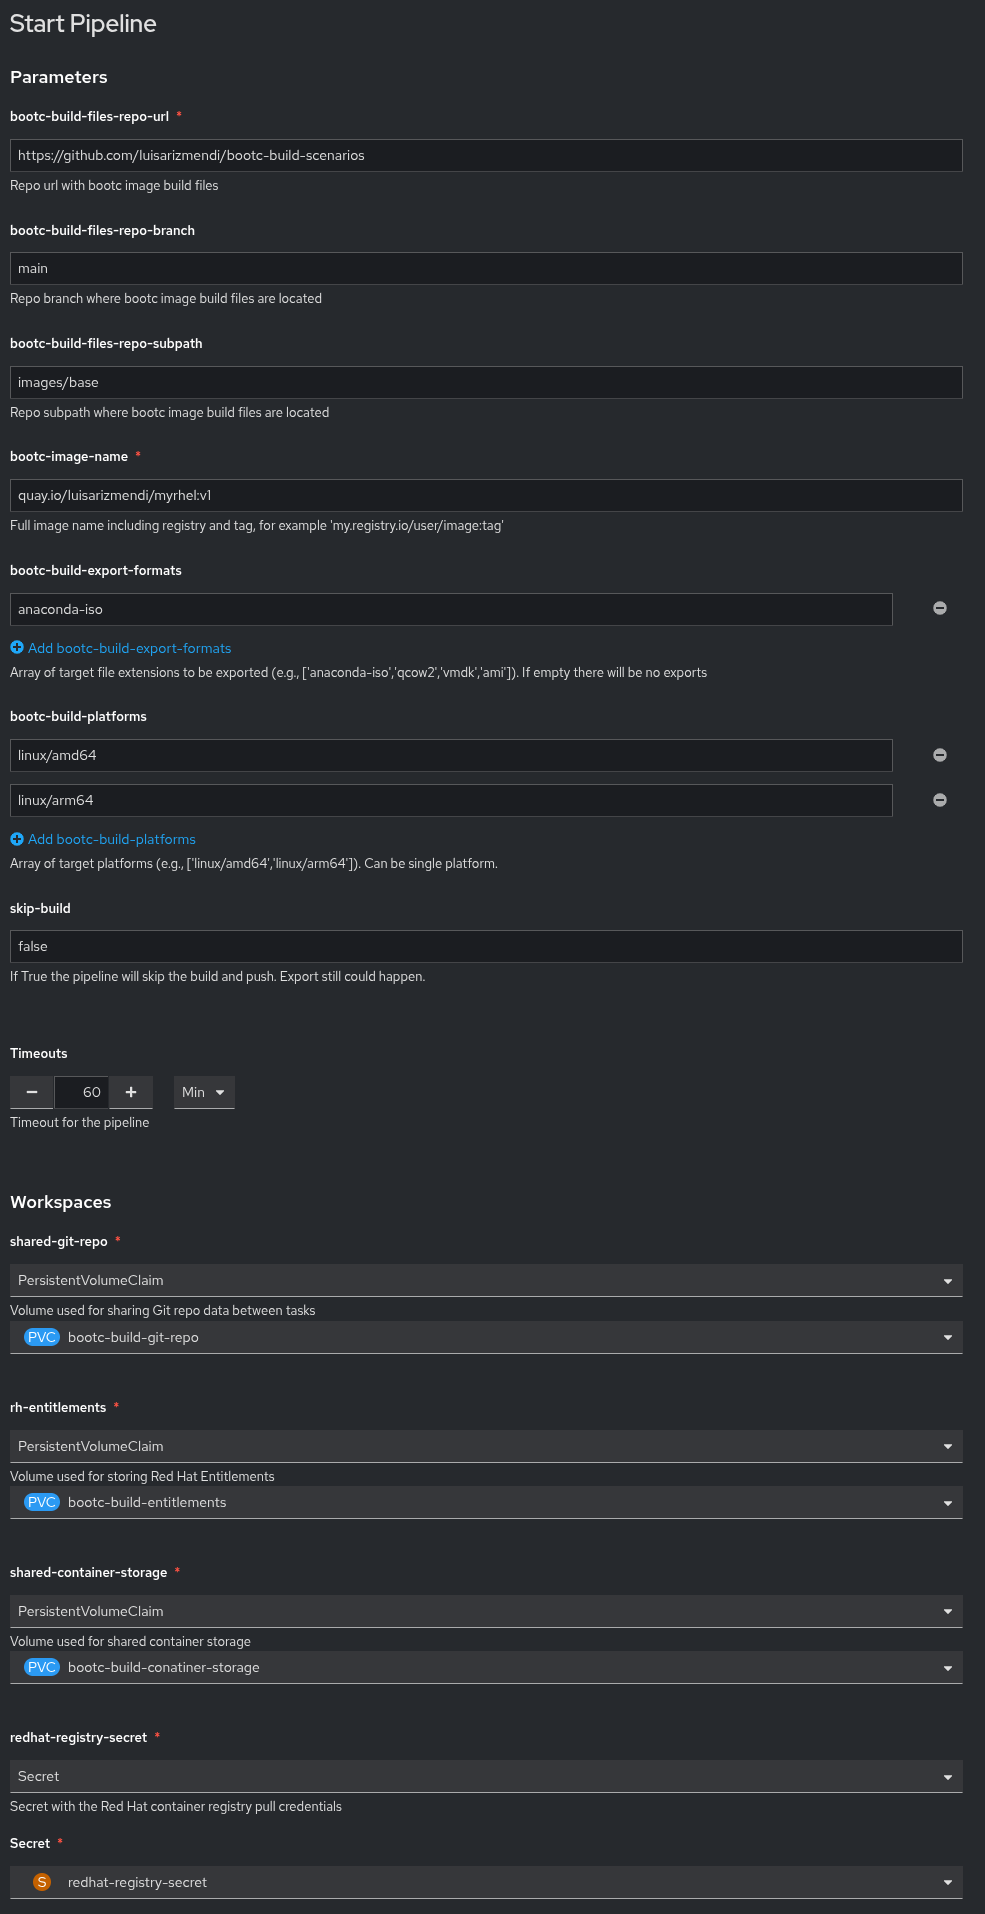 Start Pipeline
Parameters
bootc-build-files-repo-url *
https://github.com/luisarizmendi/bootc-build-scenarios
Repo url with bootc image build files
bootc-build-files-repo-branch
main
Repo branch where bootc image build files are located
bootc-build-files-repo-subpath
images/base
Repo subpath where bootc image build files are located
bootc-image-name *
quay.io/luisarizmendi/myrhel:v1
Full image name including registry and tag, for example 'my.registry.io/user/image:tag'
bootc-build-export-formats
anaconda-iso
Add bootc-build-export-formats
Array of target file extensions to be exported (e.g., ['anaconda-iso','qcow2','vmdk','ami']). If empty there will be no exports
bootc-build-platforms
linux/amd64
linux/arm64
Add bootc-build-platforms
Array of target platforms (e.g., ['linux/amd64','linux/arm64']). Can be single platform.
skip-build
false
If True the pipeline will skip the build and push. Export still could happen.
Timeouts
60 Min
Timeout for the pipeline
Workspaces
shared-git-repo *
PersistentVolumeClaim
Volume used for sharing Git repo data between tasks
PVC bootc-build-git-repo
rh-entitlements *
PersistentVolumeClaim
Volume used for storing Red Hat Entitlements
PVC bootc-build-entitlements
shared-container-storage *
PersistentVolumeClaim
Volume used for shared container storage
PVC bootc-build-conatiner-storage
redhat-registry-secret *
Secret
Secret with the Red Hat container registry pull credentials
Secret *
S redhat-registry-secret